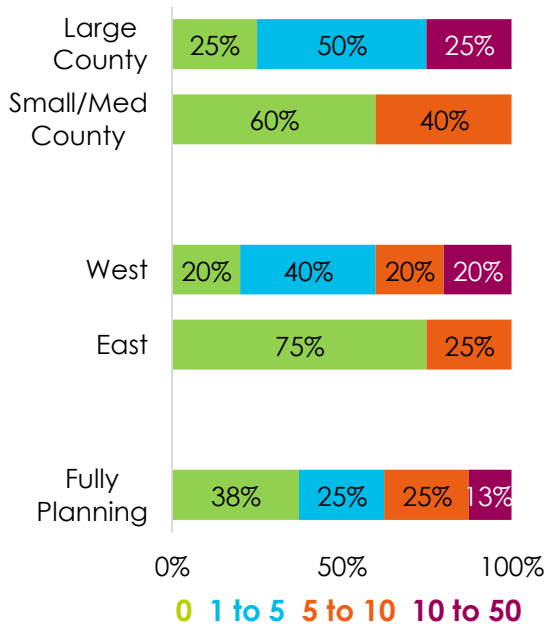 Large
County
25% 50% 25%
Small/Med
County
60% 40%
West
20% 40% 20% 20%
East
75% 25%
Fully
Planning
38% 25% 25% 13%
0% 50% 100%
0 1 to 5 5 to 10 10 to 50